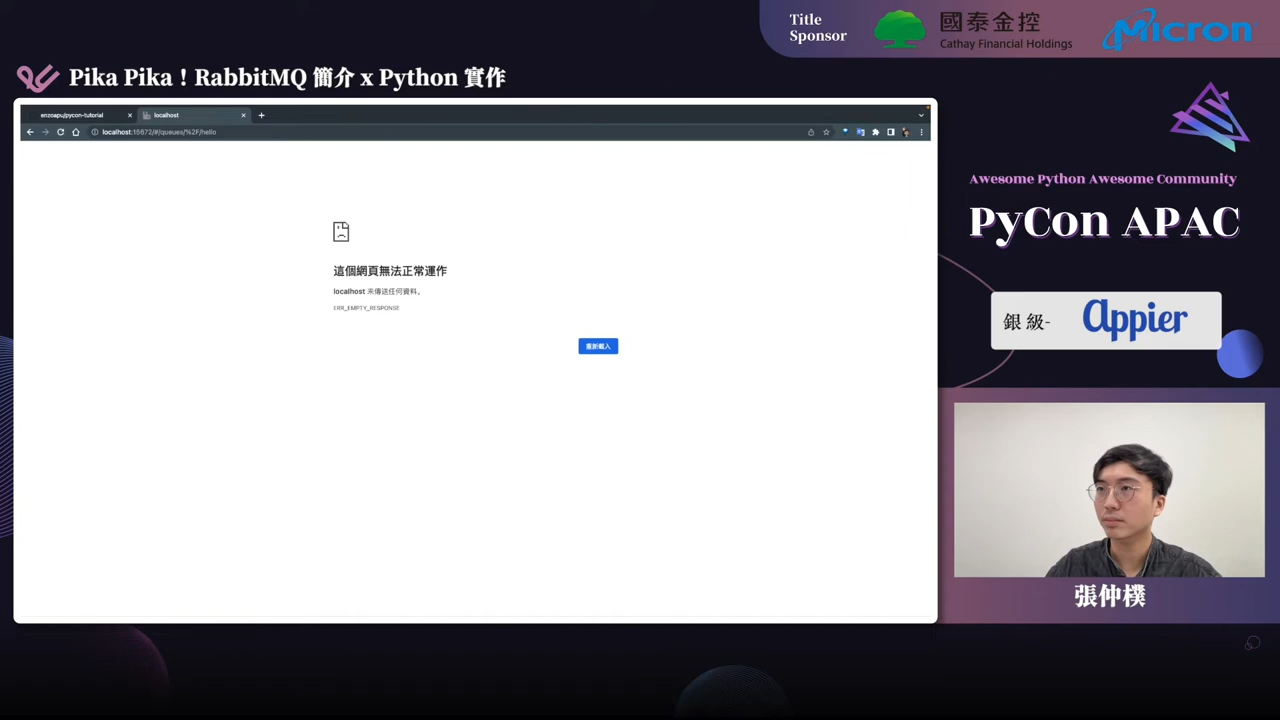 Title
Sponsor
國泰金控
Cathay Financial Holdings
Micron
Pika Pika！RabbitMQ 簡介 x Python 實作
enzoapu/pycon-tutorial
localhost
localhost:15672/#/queues/%2F/hello
這個網頁無法正常運作
localhost 未傳送任何資料。
ERR_EMPTY_RESPONSE
重新載入
Awesome Python Awesome Community
PyCon APAC
銀級-
Appier
張仲樸